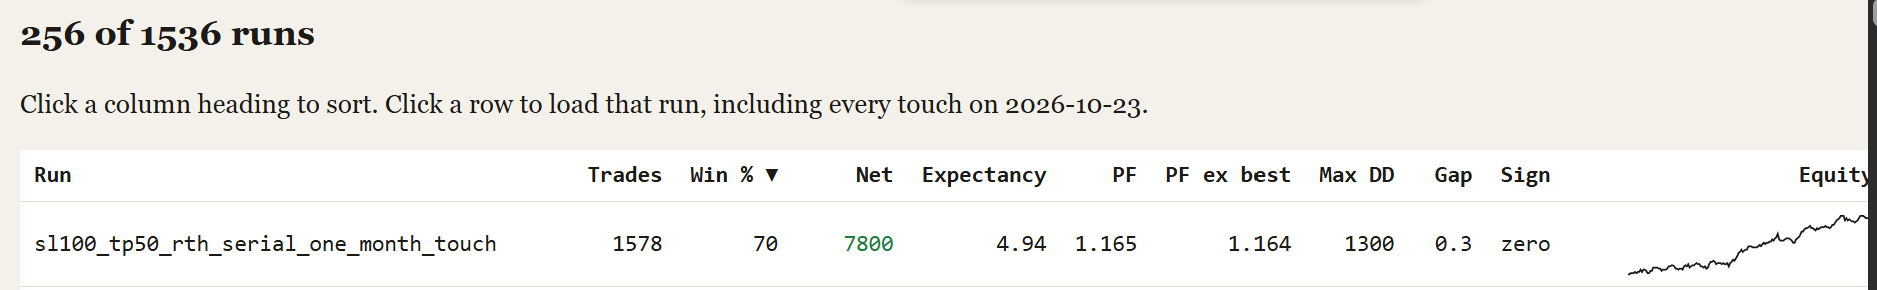 256 of 1536 runs
Click a column heading to sort. Click a row to load that run, including every touch on 2026-10-23.
Run Trades Win % ▼ Net Expectancy PF PF ex best Max DD Gap Sign Equity
sl100_tp50_rth_serial_one_month_touch 1578 70 7800 4.94 1.165 1.164 1300 0.3 zero